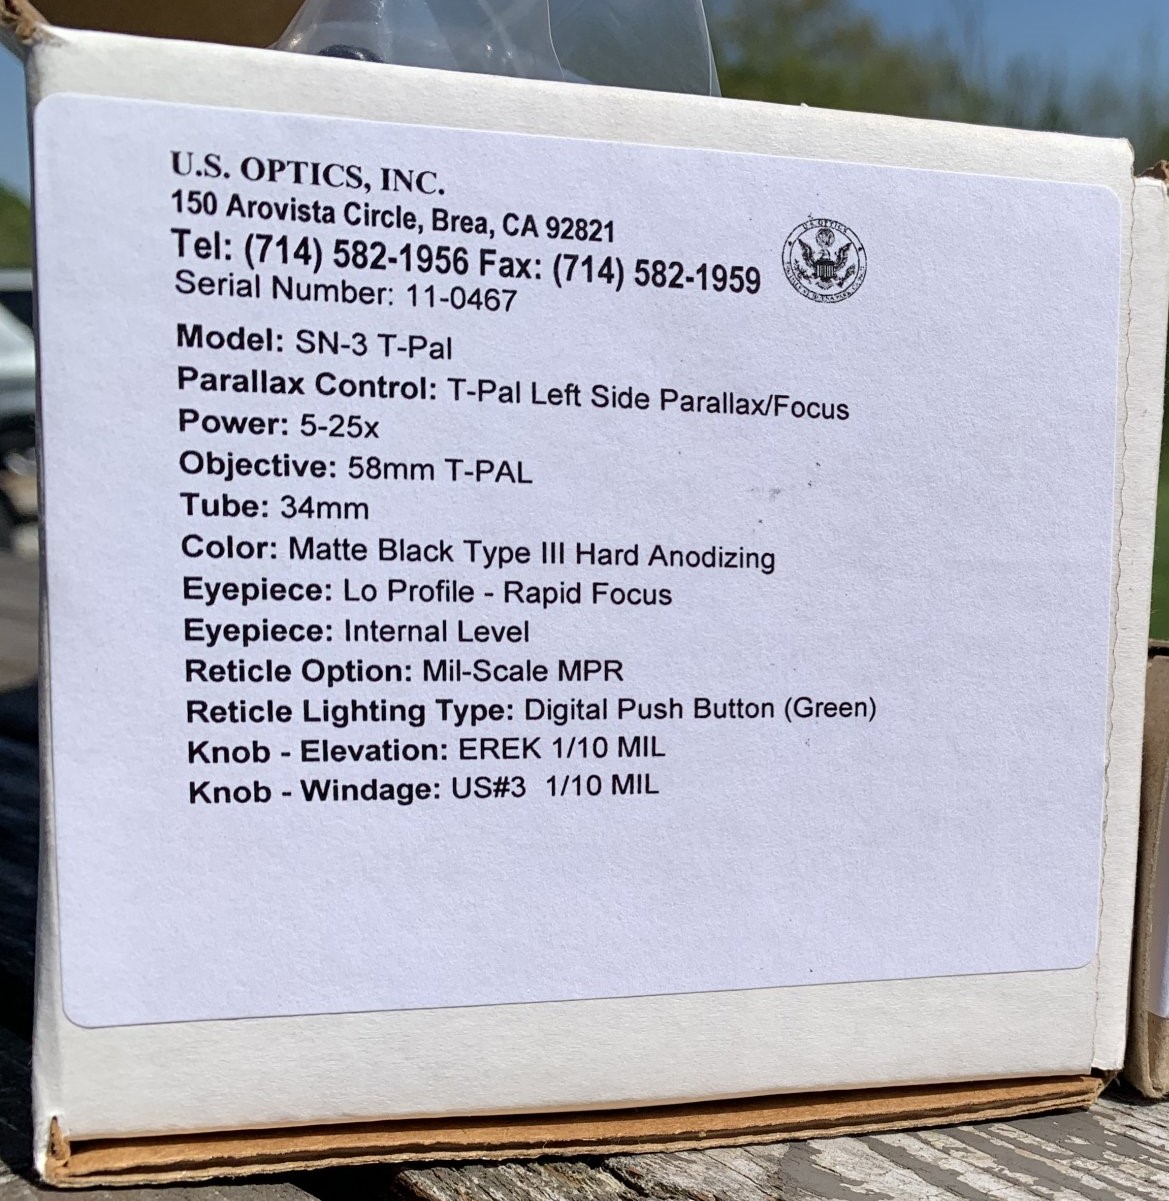 U.S. OPTICS, INC.
150 Arovista Circle, Brea, CA 92821
Tel: (714) 582-1956 Fax: (714) 582-1959
Serial Number: 11-0467
Model: SN-3 T-Pal
Parallax Control: T-Pal Left Side Parallax/Focus
Power: 5-25x
Objective: 58mm T-PAL
Tube: 34mm
Color: Matte Black Type III Hard Anodizing
Eyepiece: Lo Profile - Rapid Focus
Eyepiece: Internal Level
Reticle Option: Mil-Scale MPR
Reticle Lighting Type: Digital Push Button (Green)
Knob - Elevation: EREK 1/10 MIL
Knob - Windage: US#3  1/10 MIL
U.S. OPTICS